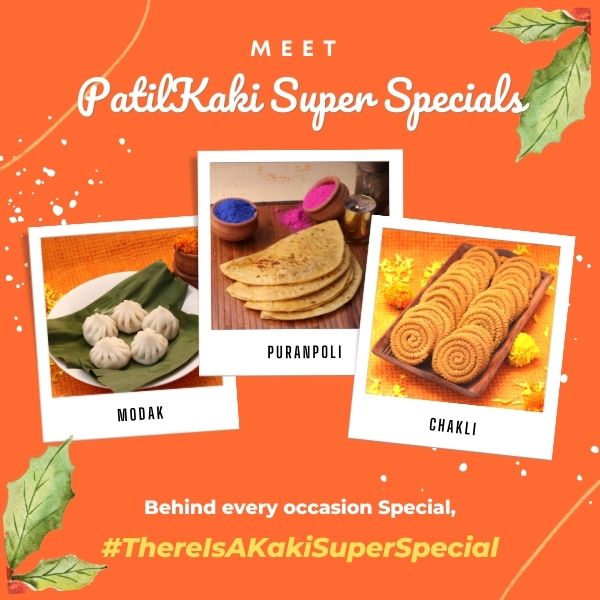 MEET
PatilKaki Super Specials
PURANPOLI
MODAK
CHAKLI
Behind every occasion Special,
#ThereIsAKakiSuperSpecial